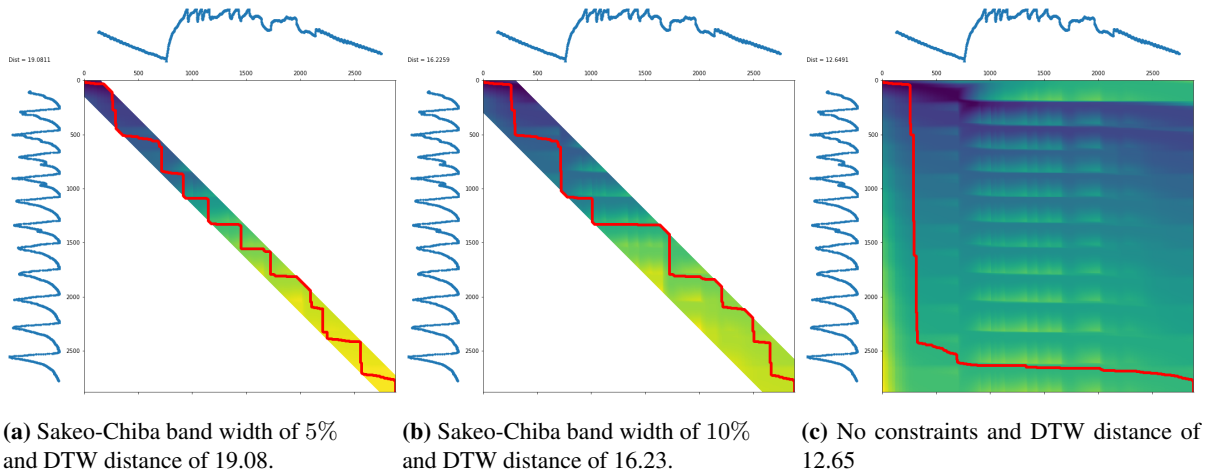 Dist = 19.0811
0 500 1000 1500 2000 2500
0
500
1000
1500
2000
2500
Dist = 16.2259
0 500 1000 1500 2000 2500
0
500
1000
1500
2000
2500
Dist = 12.6491
0 500 1000 1500 2000 2500
0
500
1000
1500
2000
2500
(a) Sakeo-Chiba band width of 5%
and DTW distance of 19.08.
(b) Sakeo-Chiba band width of 10%
and DTW distance of 16.23.
(c) No constraints and DTW distance of
12.65